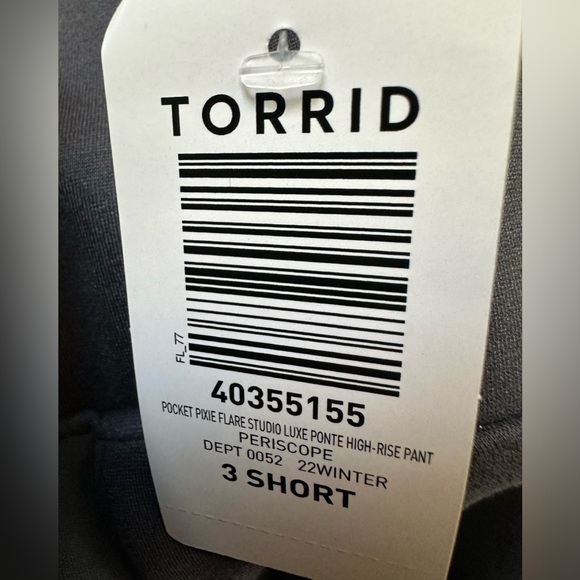 TORRID
FL_77
40355155
POCKET PIXIE FLARE STUDIO LUXE PONTE HIGH-RISE PANT
PERISCOPE
DEPT 0052 22WINTER
3 SHORT